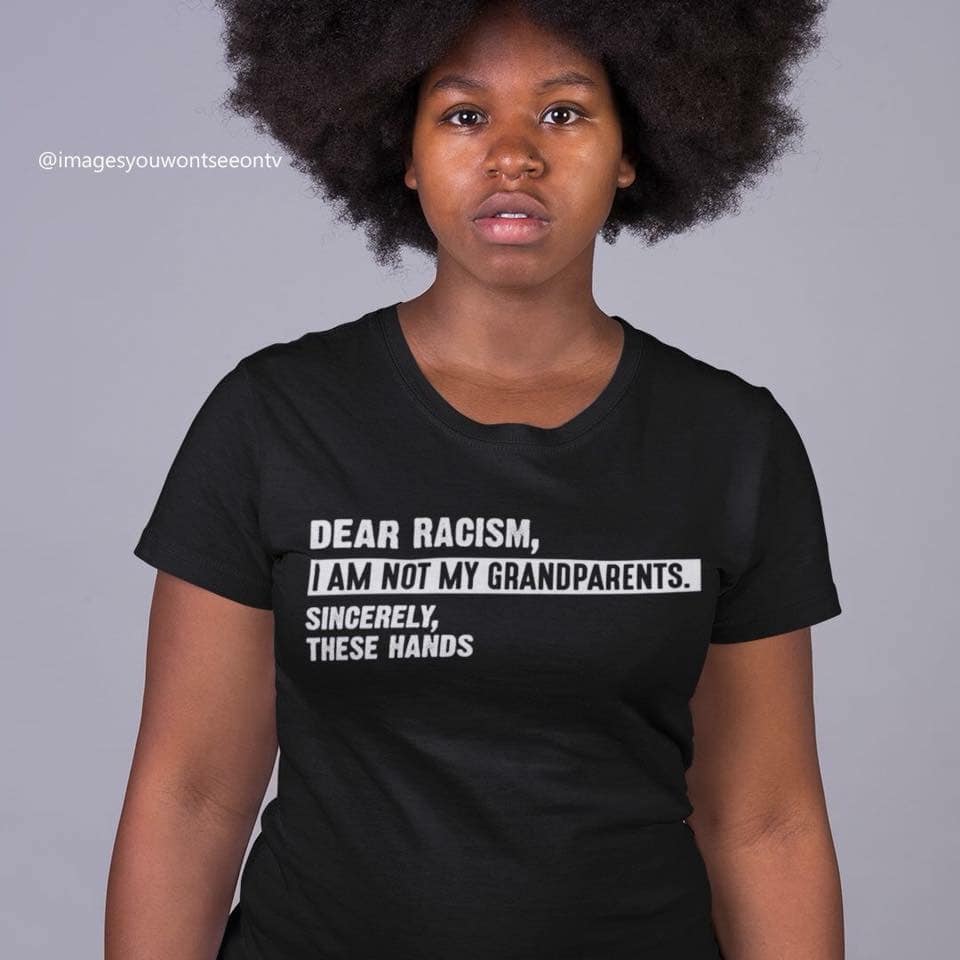 @imagesyouwontseeontv
DEAR RACISM,
I AM NOT MY GRANDPARENTS.
SINCERELY,
THESE HANDS